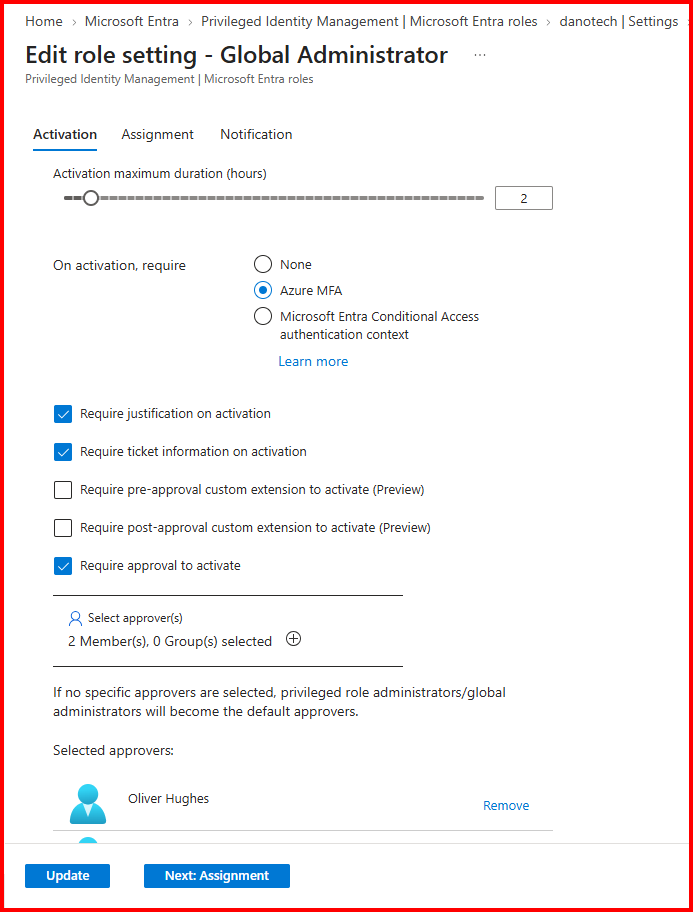 Home > Microsoft Entra > Privileged Identity Management | Microsoft Entra roles > danotech | Settings >
Edit role setting - Global Administrator ...
Privileged Identity Management | Microsoft Entra roles
Activation Assignment Notification
Activation maximum duration (hours)
2
On activation, require
None
Azure MFA
Microsoft Entra Conditional Access
authentication context
Learn more
Require justification on activation
Require ticket information on activation
Require pre-approval custom extension to activate (Preview)
Require post-approval custom extension to activate (Preview)
Require approval to activate
Select approver(s)
2 Member(s), 0 Group(s) selected
If no specific approvers are selected, privileged role administrators/global
administrators will become the default approvers.
Selected approvers:
Oliver Hughes
Remove
Update Next: Assignment